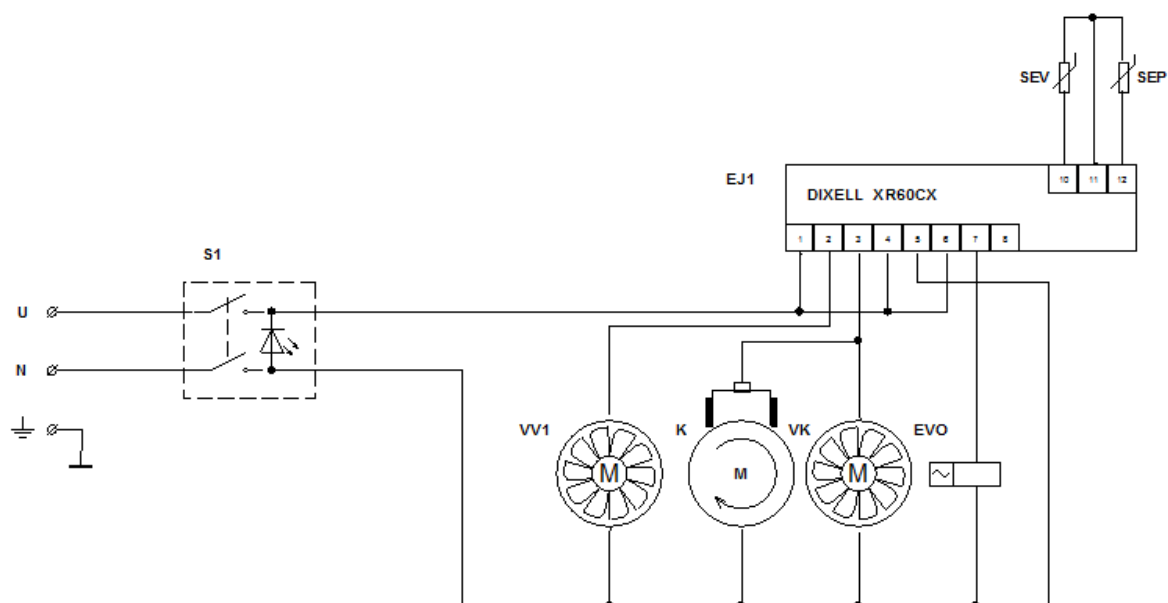 SEV SEP
EJ1
10 11 12
DIXELL XR60CX
1 2 3 4 5 6 7 8
S1
U
N
VV1 K VK EVO
M M M